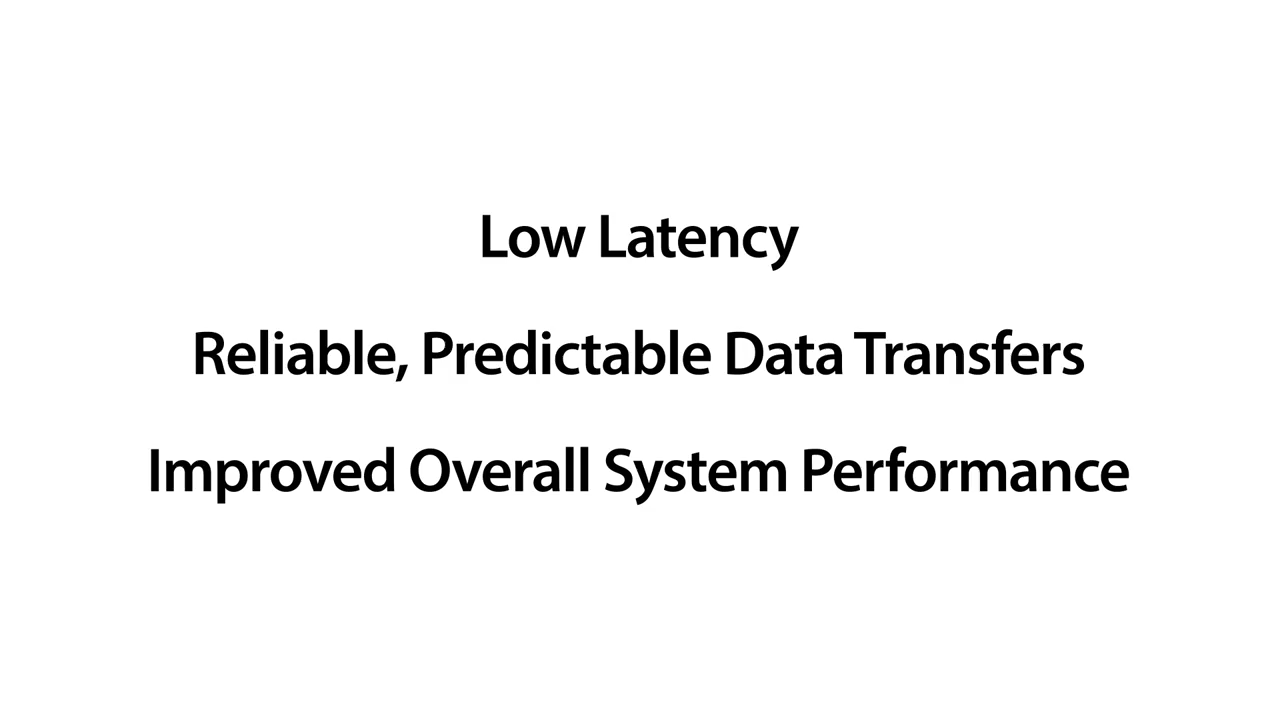 Low Latency
Reliable, Predictable Data Transfers
Improved Overall System Performance